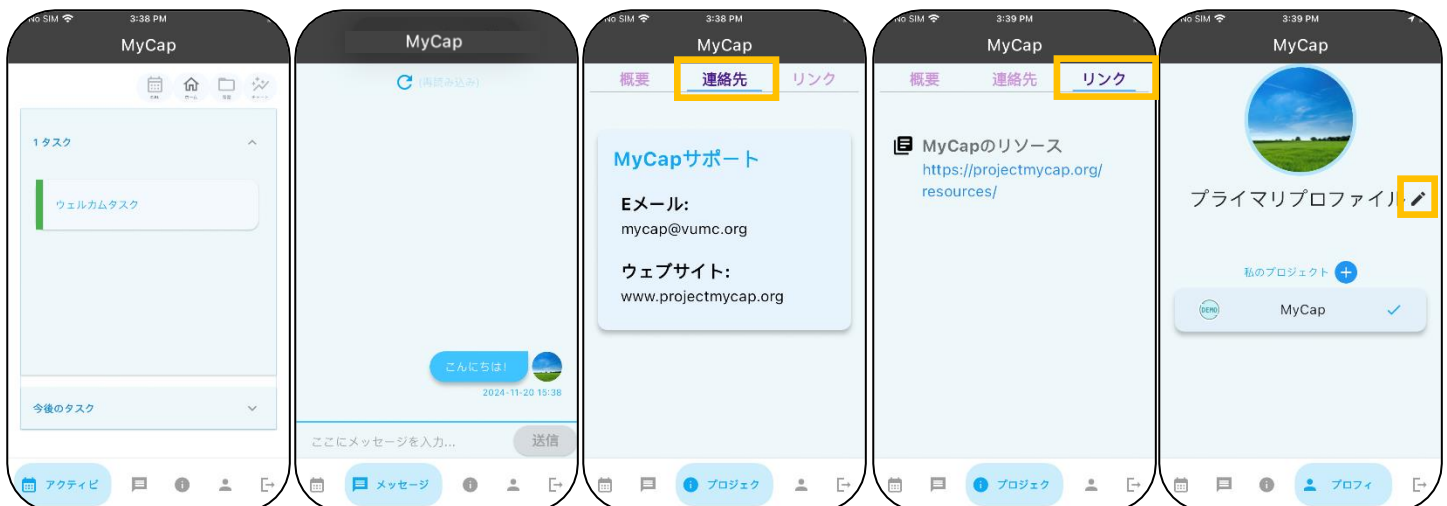 No SIM 3:38 PM
MyCap
ホーム
1 タスク
ウェルカムタスク
今後のタスク
アクティビ
MyCap
(再読み込み)
こんにちは!
2024-11-20 15:38
ここにメッセージを入力...
送信
メッセージ
No SIM 3:38 PM
MyCap
概要 連絡先 リンク
MyCapサポート
Eメール:
mycap@vumc.org
ウェブサイト:
www.projectmycap.org
プロジェク
No SIM 3:39 PM
MyCap
概要 連絡先 リンク
MyCapのリソース
https://projectmycap.org/
resources/
プロジェク
No SIM 3:39 PM
MyCap
プライマリプロファイル
私のプロジェクト
DEMO MyCap
プロフィ